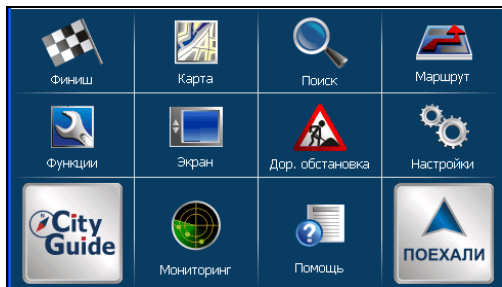 Финиш
Карта
Поиск
Маршрут
Функции
Экран
Дор. обстановка
Настройки
City
Guide
Мониторинг
Помощь
ПОЕХАЛИ